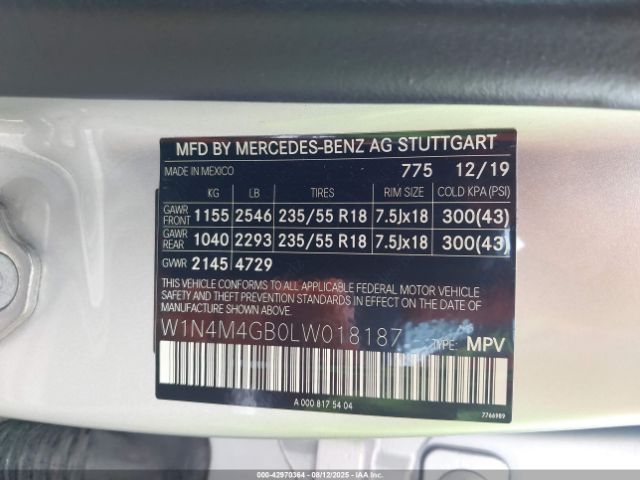 MFD BY MERCEDES-BENZ AG STUTTGART
MADE IN MEXICO 775 12/19
KG LB TIRES RIM SIZE COLD KPA(PSI)
GAWR FRONT 1155 2546 235/55 R18 7.5Jx18 300(43)
GAWR REAR 1040 2293 235/55 R18 7.5Jx18 300(43)
GVWR 2145 4729
THIS VEHICLE CONFORMS TO ALL APPLICABLE FEDERAL MOTOR VEHICLE
SAFETY AND THEFT PREVENTION STANDARDS IN EFFECT ON THE DATE OF
MANUFACTURE SHOWN ABOVE.
W1N4M4GB0LW018187 TYPE: MPV
A 000 817 54 04
7766989
000-42970364 - 08/12/2025 - IAA Inc.